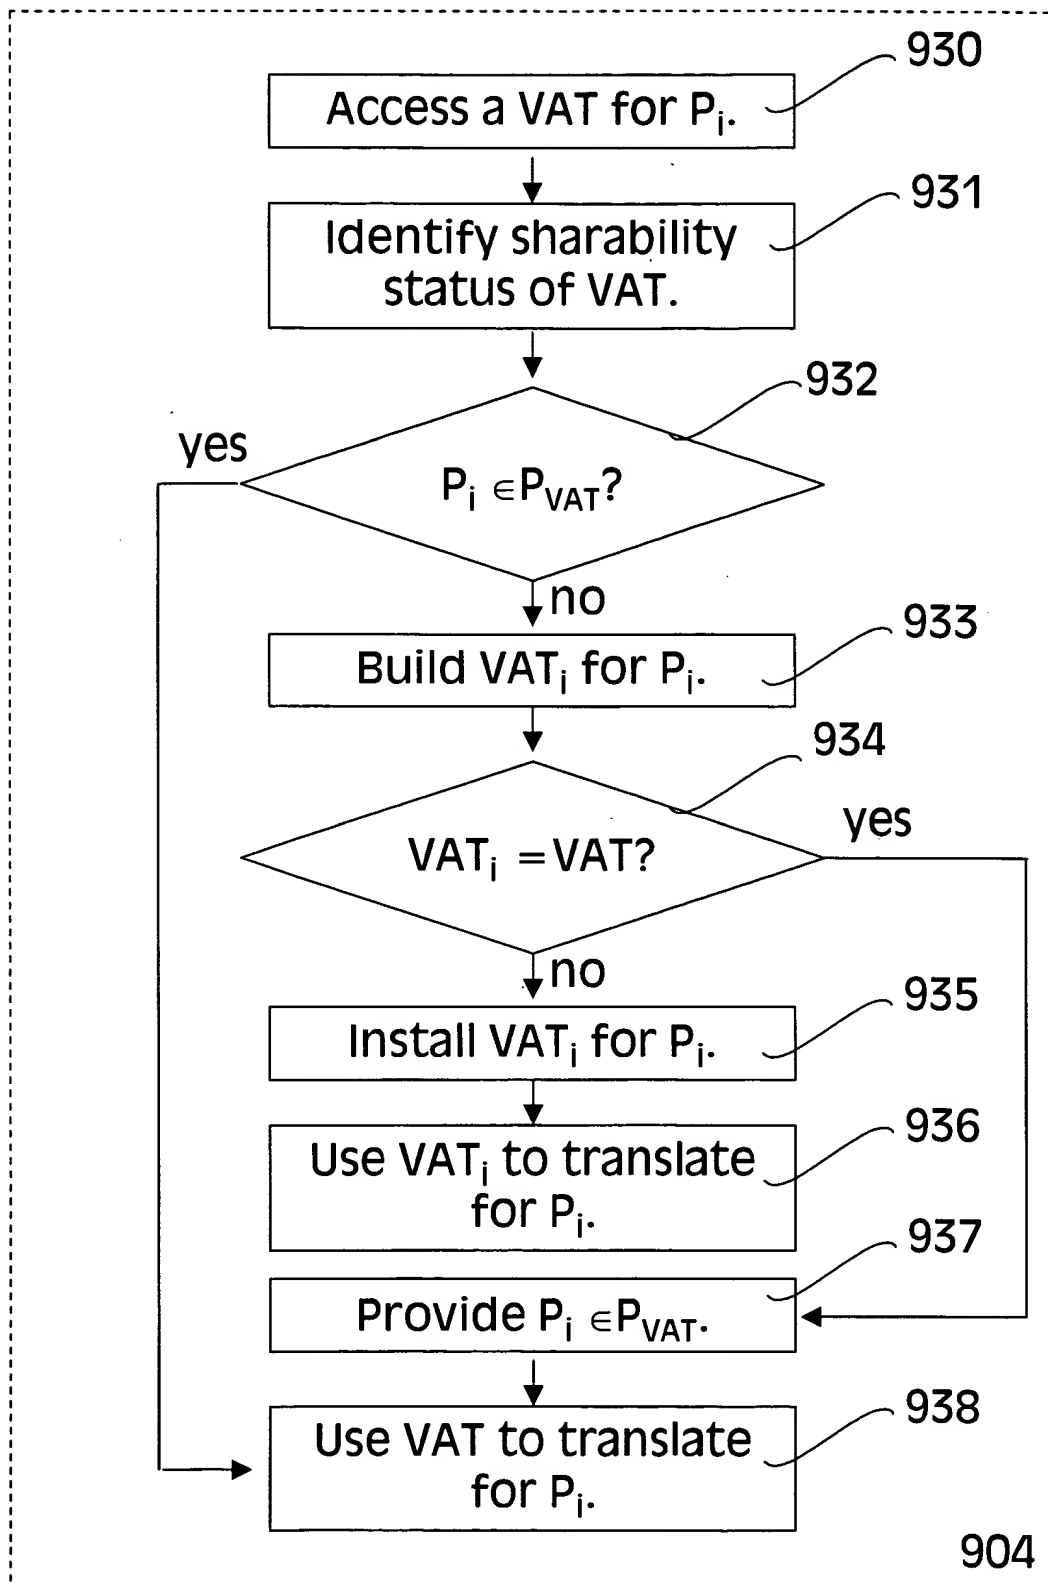 930
Access a VAT for Pᵢ.
931
Identify sharability
status of VAT.
932
yes
Pᵢ ∈P_VAT?
no
933
Build VATᵢ for Pᵢ.
934
yes
VATᵢ = VAT?
no
935
Install VATᵢ for Pᵢ.
936
Use VATᵢ to translate
for Pᵢ.
937
Provide Pᵢ ∈P_VAT.
938
Use VAT to translate
for Pᵢ.
904